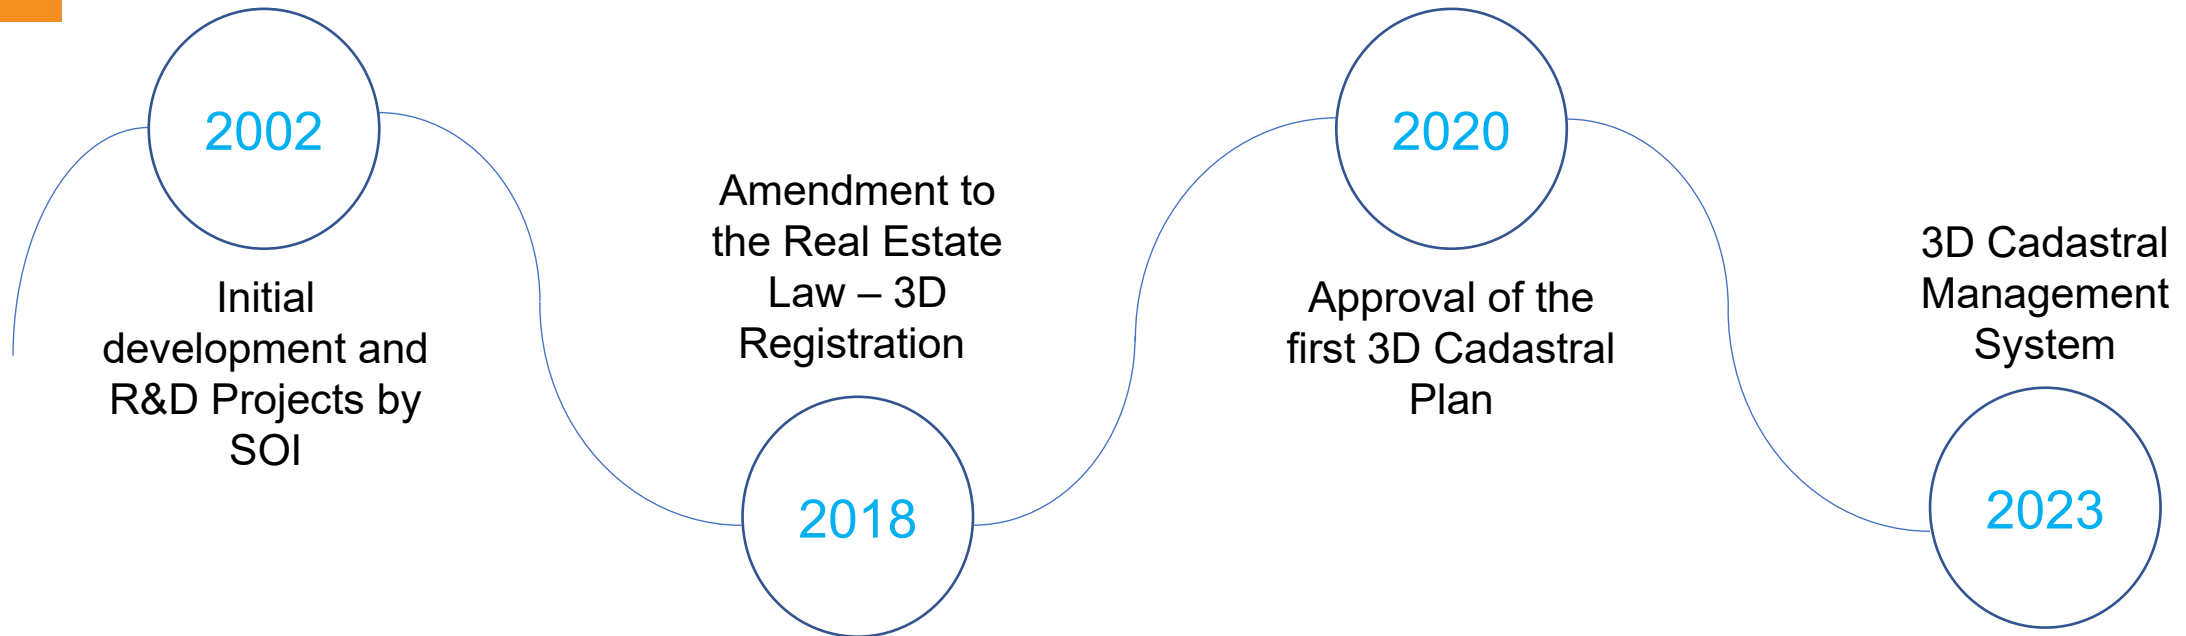 2002
Initial
development and
R&D Projects by
SOI
Amendment to
the Real Estate
Law – 3D
Registration
2018
2020
Approval of the
first 3D Cadastral
Plan
3D Cadastral
Management
System
2023